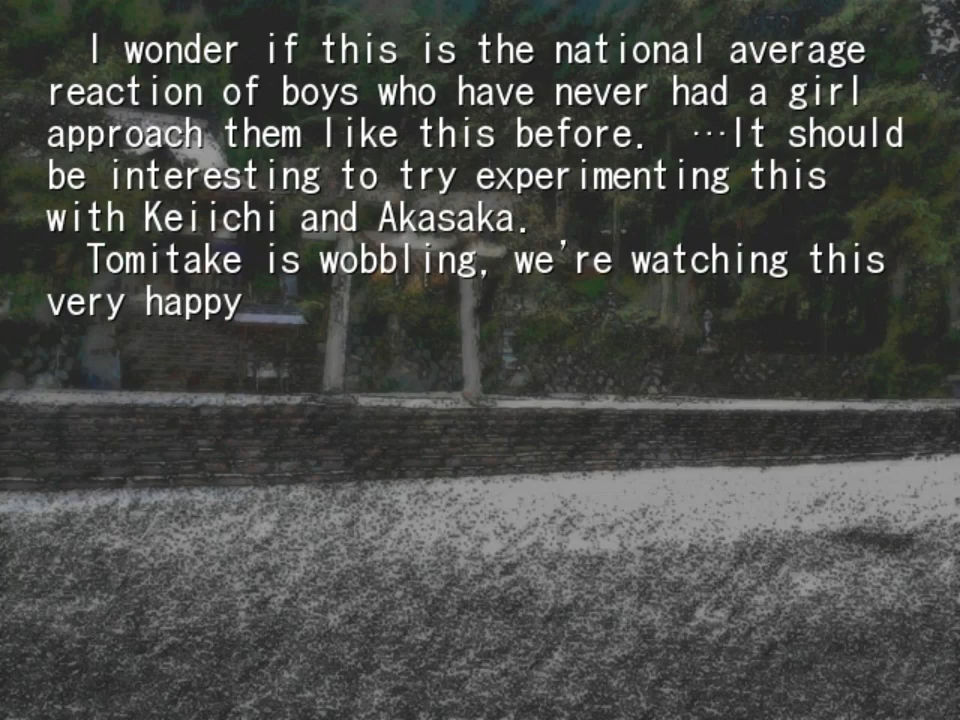 I wonder if this is the national average
reaction of boys who have never had a girl
approach them like this before. …It should
be interesting to try experimenting this
with Keiichi and Akasaka.
Tomitake is wobbling, we're watching this
very happy